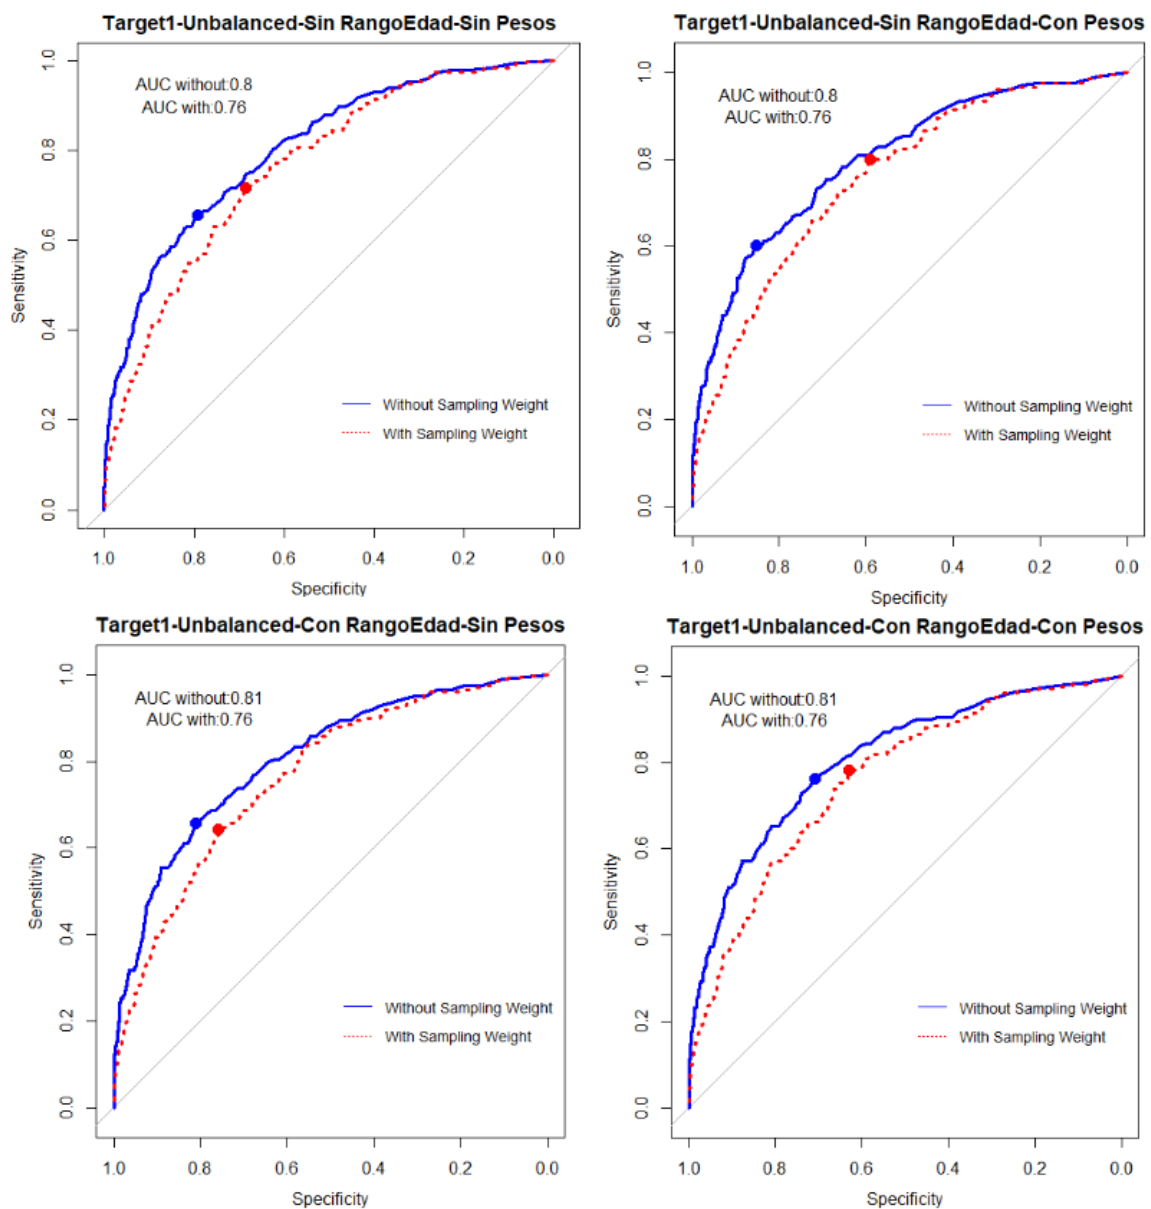 Target1-Unbalanced-Sin RangoEdad-Sin Pesos
AUC without:0.8
AUC with:0.76
Sensitivity
0.0
0.2
0.4
0.6
0.8
1.0
Without Sampling Weight
With Sampling Weight
1.0 0.8 0.6 0.4 0.2 0.0
Specificity
Target1-Unbalanced-Sin RangoEdad-Con Pesos
AUC without:0.8
AUC with:0.76
Sensitivity
0.0
0.2
0.4
0.6
0.8
1.0
Without Sampling Weight
With Sampling Weight
1.0 0.8 0.6 0.4 0.2 0.0
Specificity
Target1-Unbalanced-Con RangoEdad-Sin Pesos
AUC without:0.81
AUC with:0.76
Sensitivity
0.0
0.2
0.4
0.6
0.8
1.0
Without Sampling Weight
With Sampling Weight
1.0 0.8 0.6 0.4 0.2 0.0
Specificity
Target1-Unbalanced-Con RangoEdad-Con Pesos
AUC without:0.81
AUC with:0.76
Sensitivity
0.0
0.2
0.4
0.6
0.8
1.0
Without Sampling Weight
With Sampling Weight
1.0 0.8 0.6 0.4 0.2 0.0
Specificity